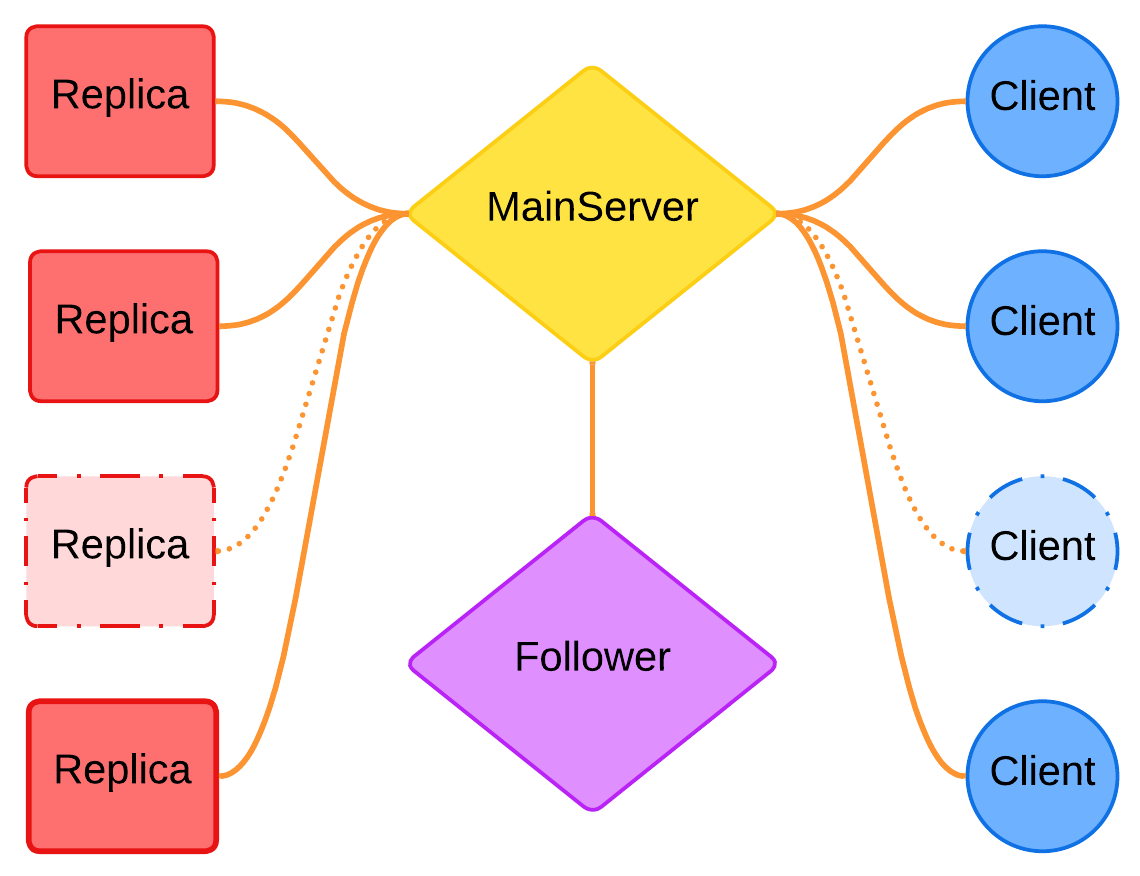 Replica
Client
MainServer
Replica
Client
Replica
Client
Follower
Replica
Client